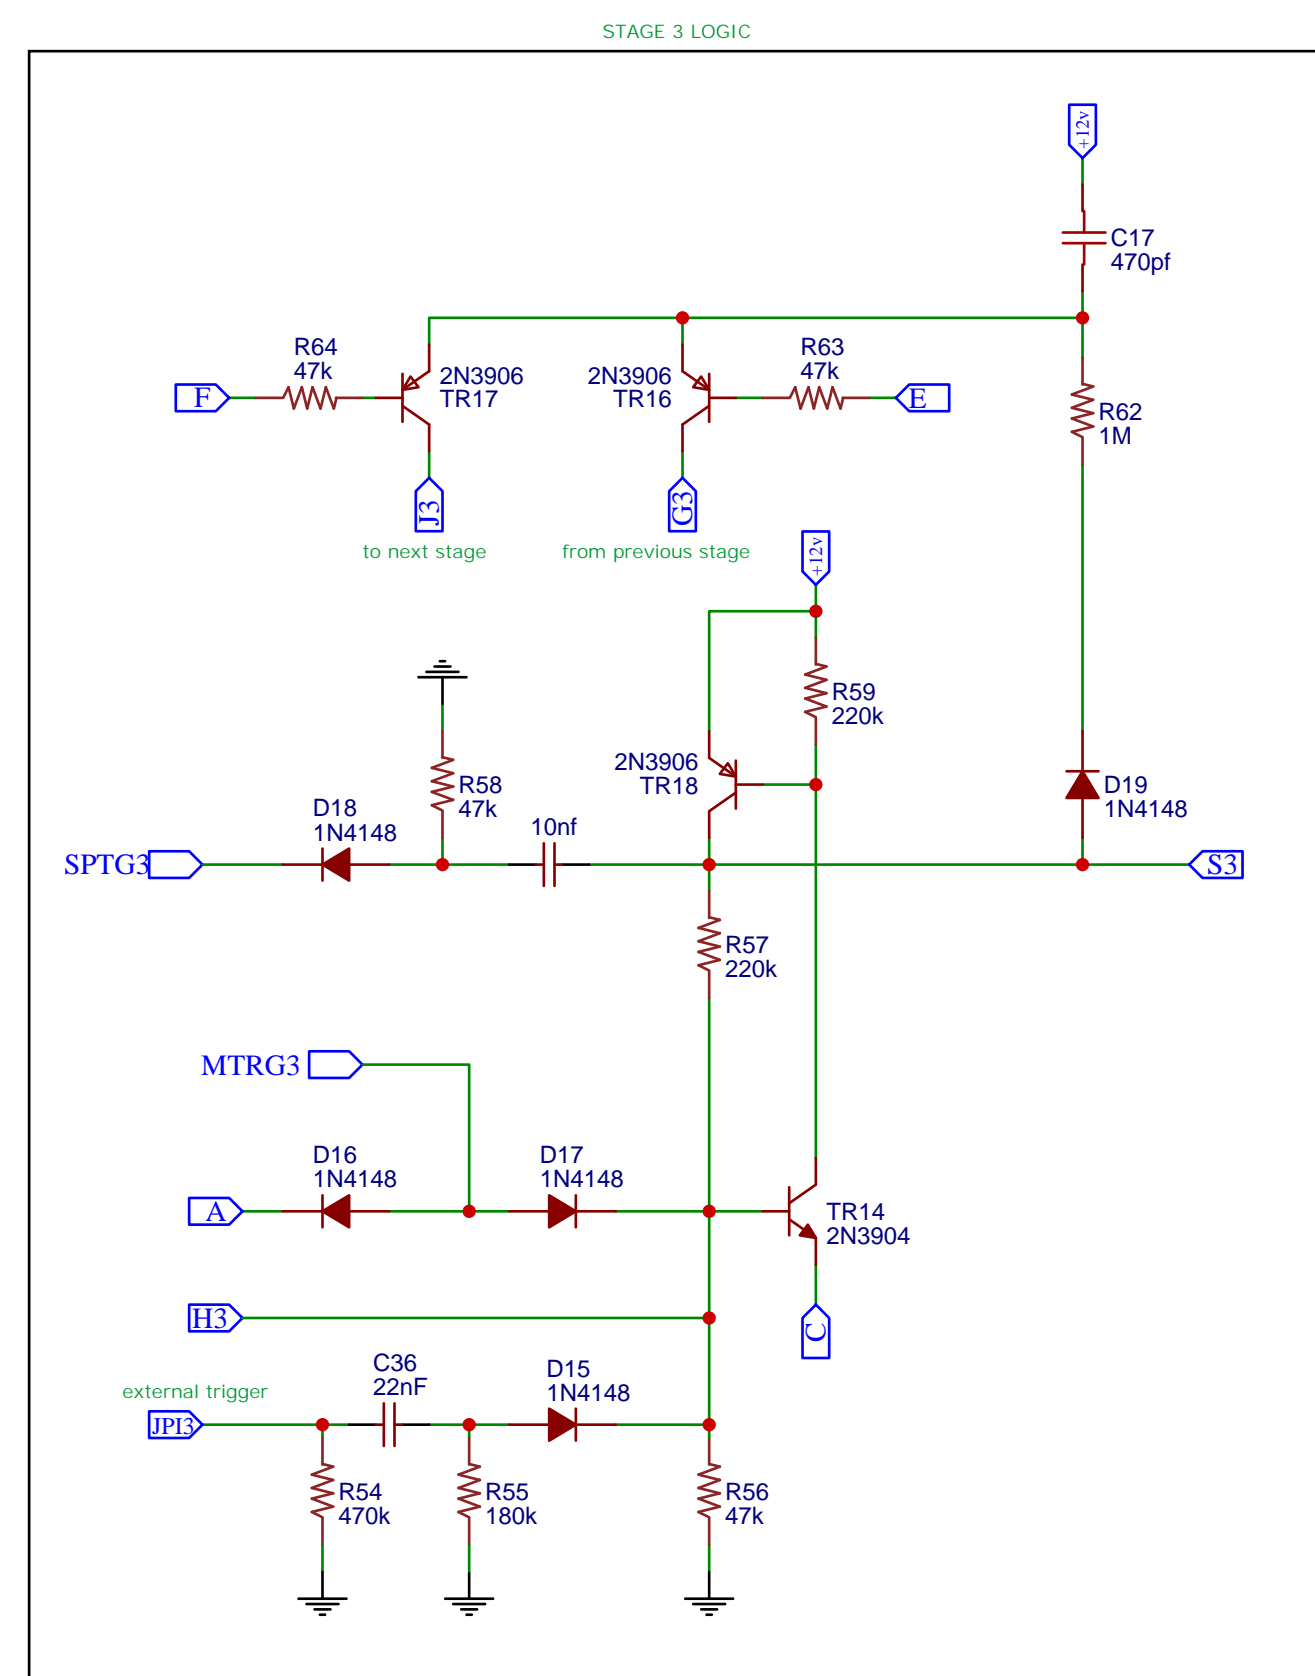 STAGE 3 LOGIC
+12v
C17
470pf
R64
47k
F
2N3906
TR17
2N3906
TR16
R63
47k
E
R62
1M
J3
G3
to next stage
from previous stage
+12v
R59
220k
2N3906
TR18
R58
47k
D18
1N4148
10nf
D19
1N4148
SPTG3
S3
R57
220k
MTRG3
D16
1N4148
D17
1N4148
A
TR14
2N3904
H3
C
C36
22nF
D15
1N4148
external trigger
JPI3
R54
470k
R55
180k
R56
47k